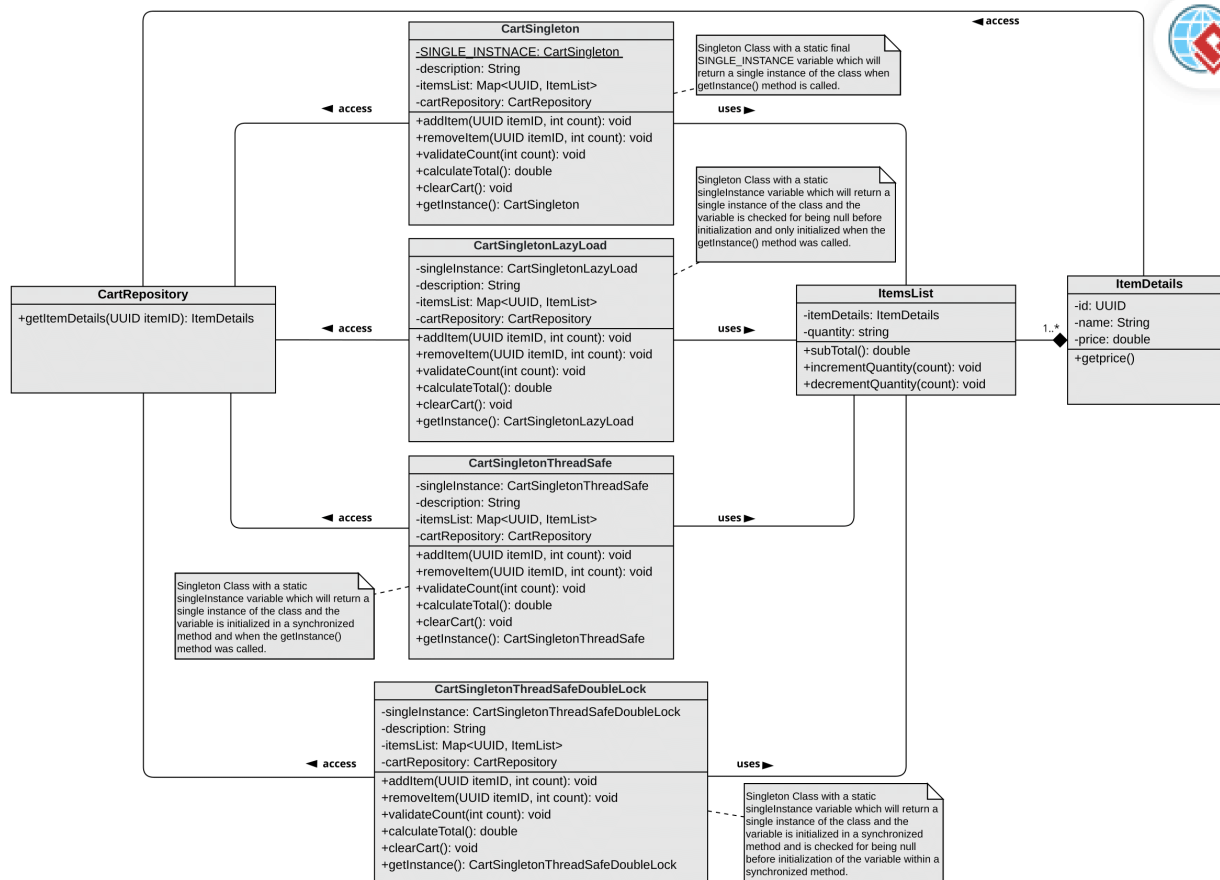 access
CartSingleton
-SINGLE_INSTNACE: CartSingleton
-description: String
-itemsList: Map<UUID, ItemList>
-cartRepository: CartRepository
+addItem(UUID itemID, int count): void
+removeItem(UUID itemID, int count): void
+validateCount(int count): void
+calculateTotal(): double
+clearCart(): void
+getInstance(): CartSingleton
Singleton Class with a static final
SINGLE_INSTANCE variable which will
return a single instance of the class when
getInstance() method is called.
access
uses
Singleton Class with a static
singleInstance variable which will return a
single instance of the class and the
variable is checked for being null before
initialization and only initialized when the
getInstance() method was called.
CartSingletonLazyLoad
-singleInstance: CartSingletonLazyLoad
-description: String
-itemsList: Map<UUID, ItemList>
-cartRepository: CartRepository
+addItem(UUID itemID, int count): void
+removeItem(UUID itemID, int count): void
+validateCount(int count): void
+calculateTotal(): double
+clearCart(): void
+getInstance(): CartSingletonLazyLoad
CartRepository
+getItemDetails(UUID itemID): ItemDetails
access
uses
ItemsList
-itemDetails: ItemDetails
-quantity: string
+subTotal(): double
+incrementQuantity(count): void
+decrementQuantity(count): void
1..*
ItemDetails
-id: UUID
-name: String
-price: double
+getprice()
CartSingletonThreadSafe
-singleInstance: CartSingletonThreadSafe
-description: String
-itemsList: Map<UUID, ItemList>
-cartRepository: CartRepository
+addItem(UUID itemID, int count): void
+removeItem(UUID itemID, int count): void
+validateCount(int count): void
+calculateTotal(): double
+clearCart(): void
+getInstance(): CartSingletonThreadSafe
access
uses
Singleton Class with a static
singleInstance variable which will return a
single instance of the class and the
variable is initialized in a synchronized
method and when the getInstance()
method was called.
CartSingletonThreadSafeDoubleLock
-singleInstance: CartSingletonThreadSafeDoubleLock
-description: String
-itemsList: Map<UUID, ItemList>
-cartRepository: CartRepository
+addItem(UUID itemID, int count): void
+removeItem(UUID itemID, int count): void
+validateCount(int count): void
+calculateTotal(): double
+clearCart(): void
+getInstance(): CartSingletonThreadSafeDoubleLock
access
uses
Singleton Class with a static
singleInstance variable which will return a
single instance of the class and the
variable is initialized in a synchronized
method and is checked for being null
before initialization of the variable within a
synchronized method.